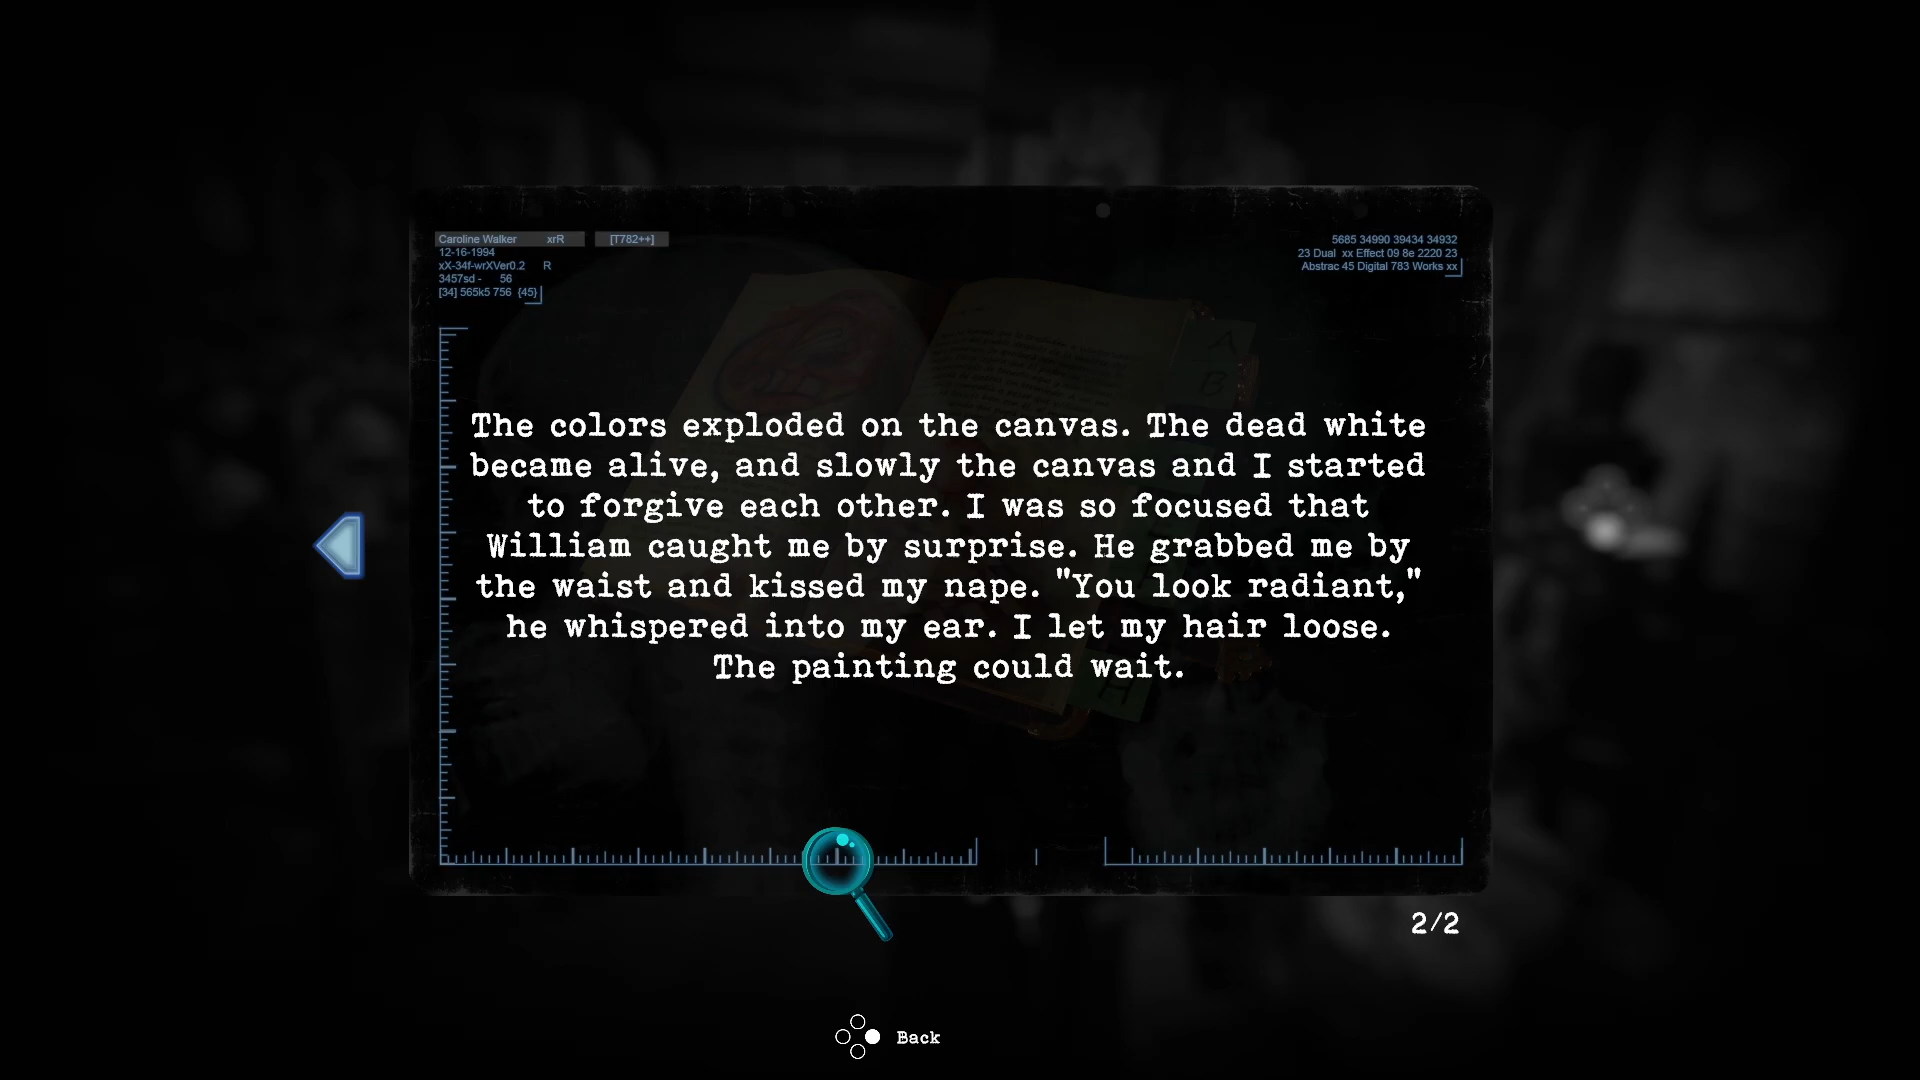 Caroline Walker xrR [T782++]
12-16-1994
xX-34f-wrXVer0.2 R
3457sd - 56
[34] 565k5 756 {45}
5685 34990 39434 34932
23 Dual xx Effect 09 8e 2220 23
Abstrac 45 Digital 783 Works xx
A
B
The colors exploded on the canvas. The dead white
became alive, and slowly the canvas and I started
to forgive each other. I was so focused that
William caught me by surprise. He grabbed me by
the waist and kissed my nape. "You look radiant,"
he whispered into my ear. I let my hair loose.
The painting could wait.
H
2/2
Back